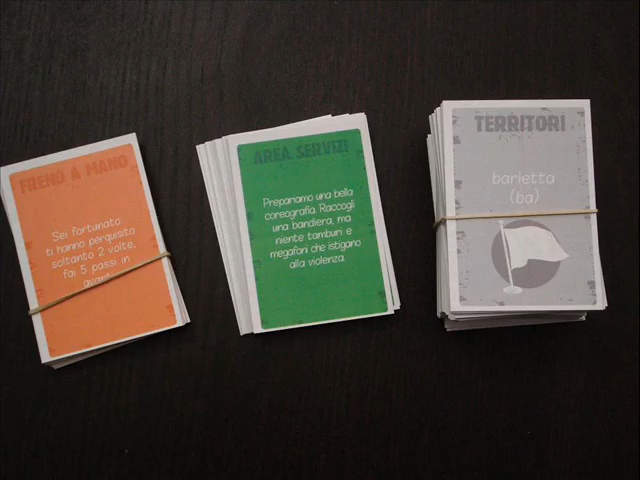 FRENO A MANO
Sei fortunato:
ti hanno perquisito
soltanto 2 volte,
fai 5 passi in
AREA SERVIZI
Prepariamo una bella
coreografia. Raccogli
una bandiera, ma
niente tamburi e
megafoni che istigano
alla violenza.
TERRITORI
barletta
(ba)